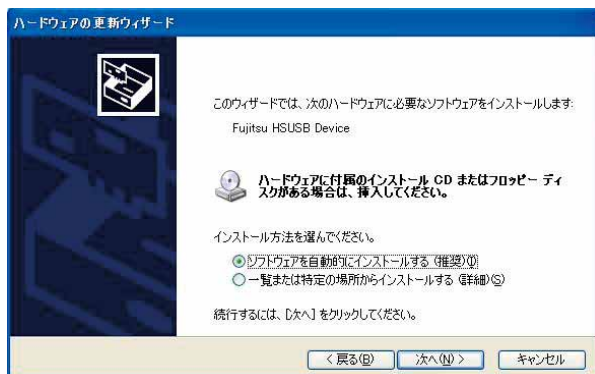 ハードウェアの更新ウィザード
このウィザードでは、次のハードウェアに必要なソフトウェアをインストールします:
Fujitsu HSUSB Device
ハードウェアに付属のインストール CD またはフロッピー ディ
スクがある場合は、挿入してください。
インストール方法を選んでください。
ソフトウェアを自動的にインストールする (推奨)(I)
一覧または特定の場所からインストールする (詳細)(S)
続行するには、[次へ] をクリックしてください。
< 戻る(B) 次へ(N) > キャンセル